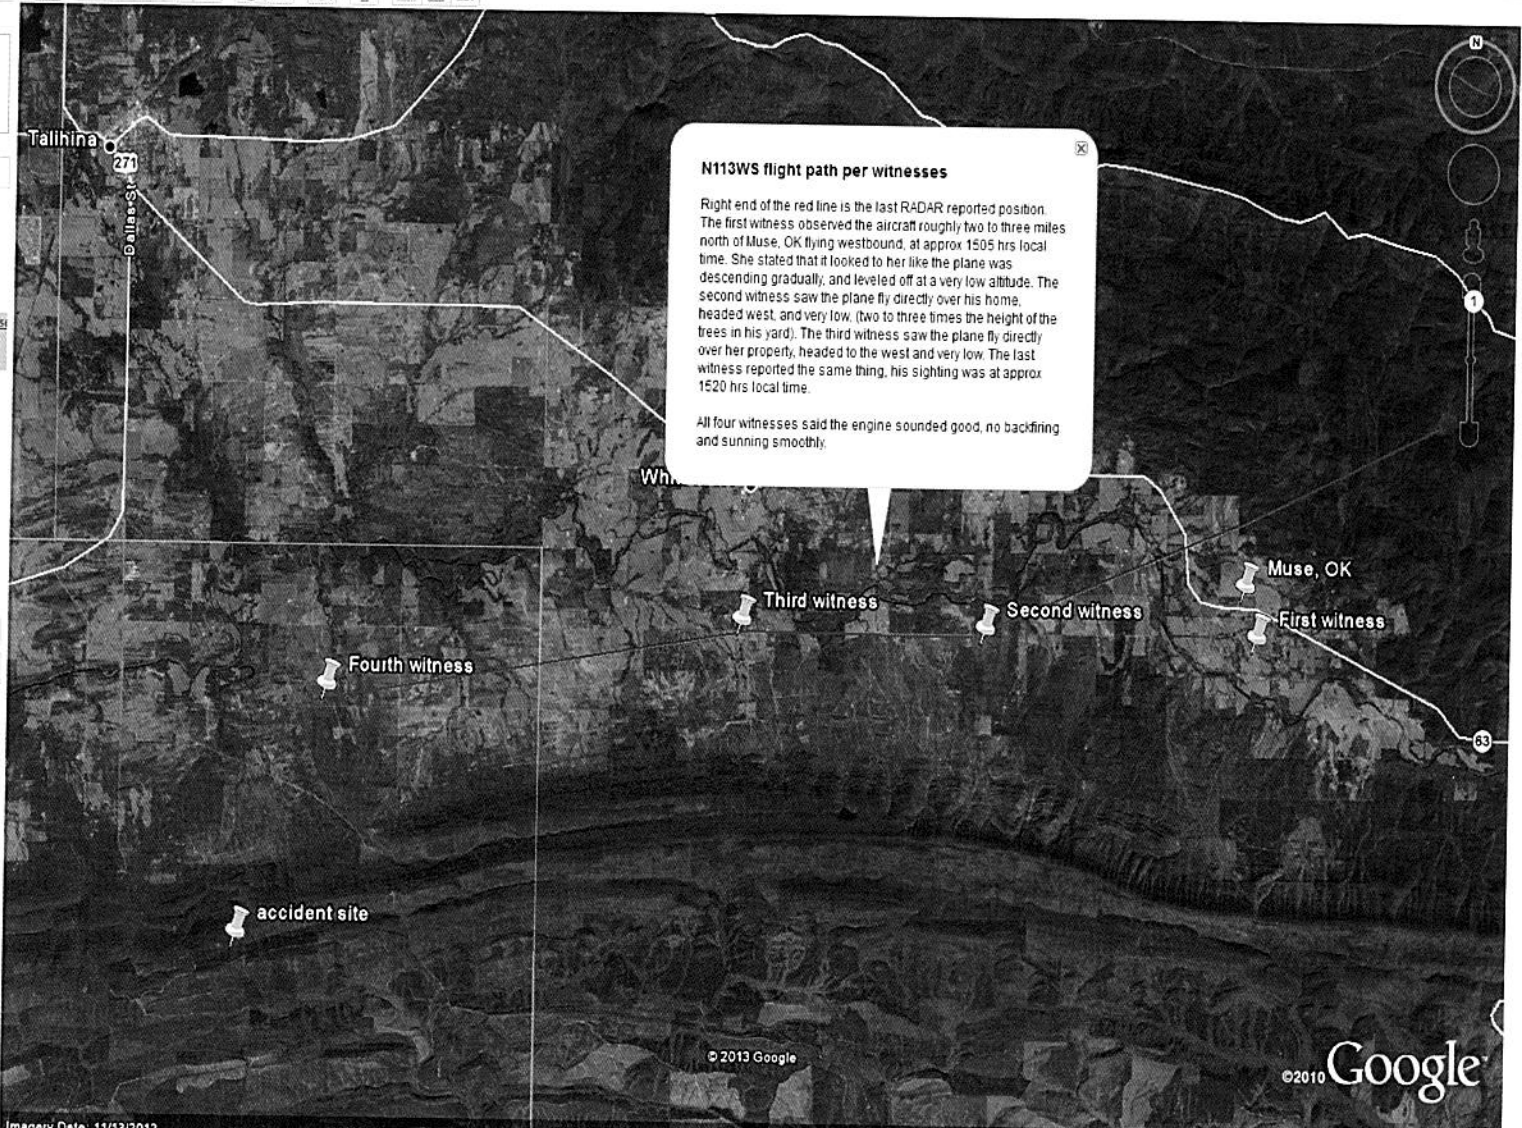 N
Talihina
271
Dallas St
N113WS flight path per witnesses
Right end of the red line is the last RADAR reported position.
The first witness observed the aircraft roughly two to three miles
north of Muse, OK flying westbound, at approx 1505 hrs local
time. She stated that it looked to her like the plane was
descending gradually, and leveled off at a very low altitude. The
second witness saw the plane fly directly over his home,
headed west, and very low, (two to three times the height of the
trees in his yard). The third witness saw the plane fly directly
over her property, headed to the west and very low. The last
witness reported the same thing, his sighting was at approx
1520 hrs local time.
All four witnesses said the engine sounded good, no backfiring
and sunning smoothly.
1
Muse, OK
Third witness
Second witness
First witness
Fourth witness
63
accident site
© 2013 Google
©2010 Google
Imagery Date: 11/13/2012